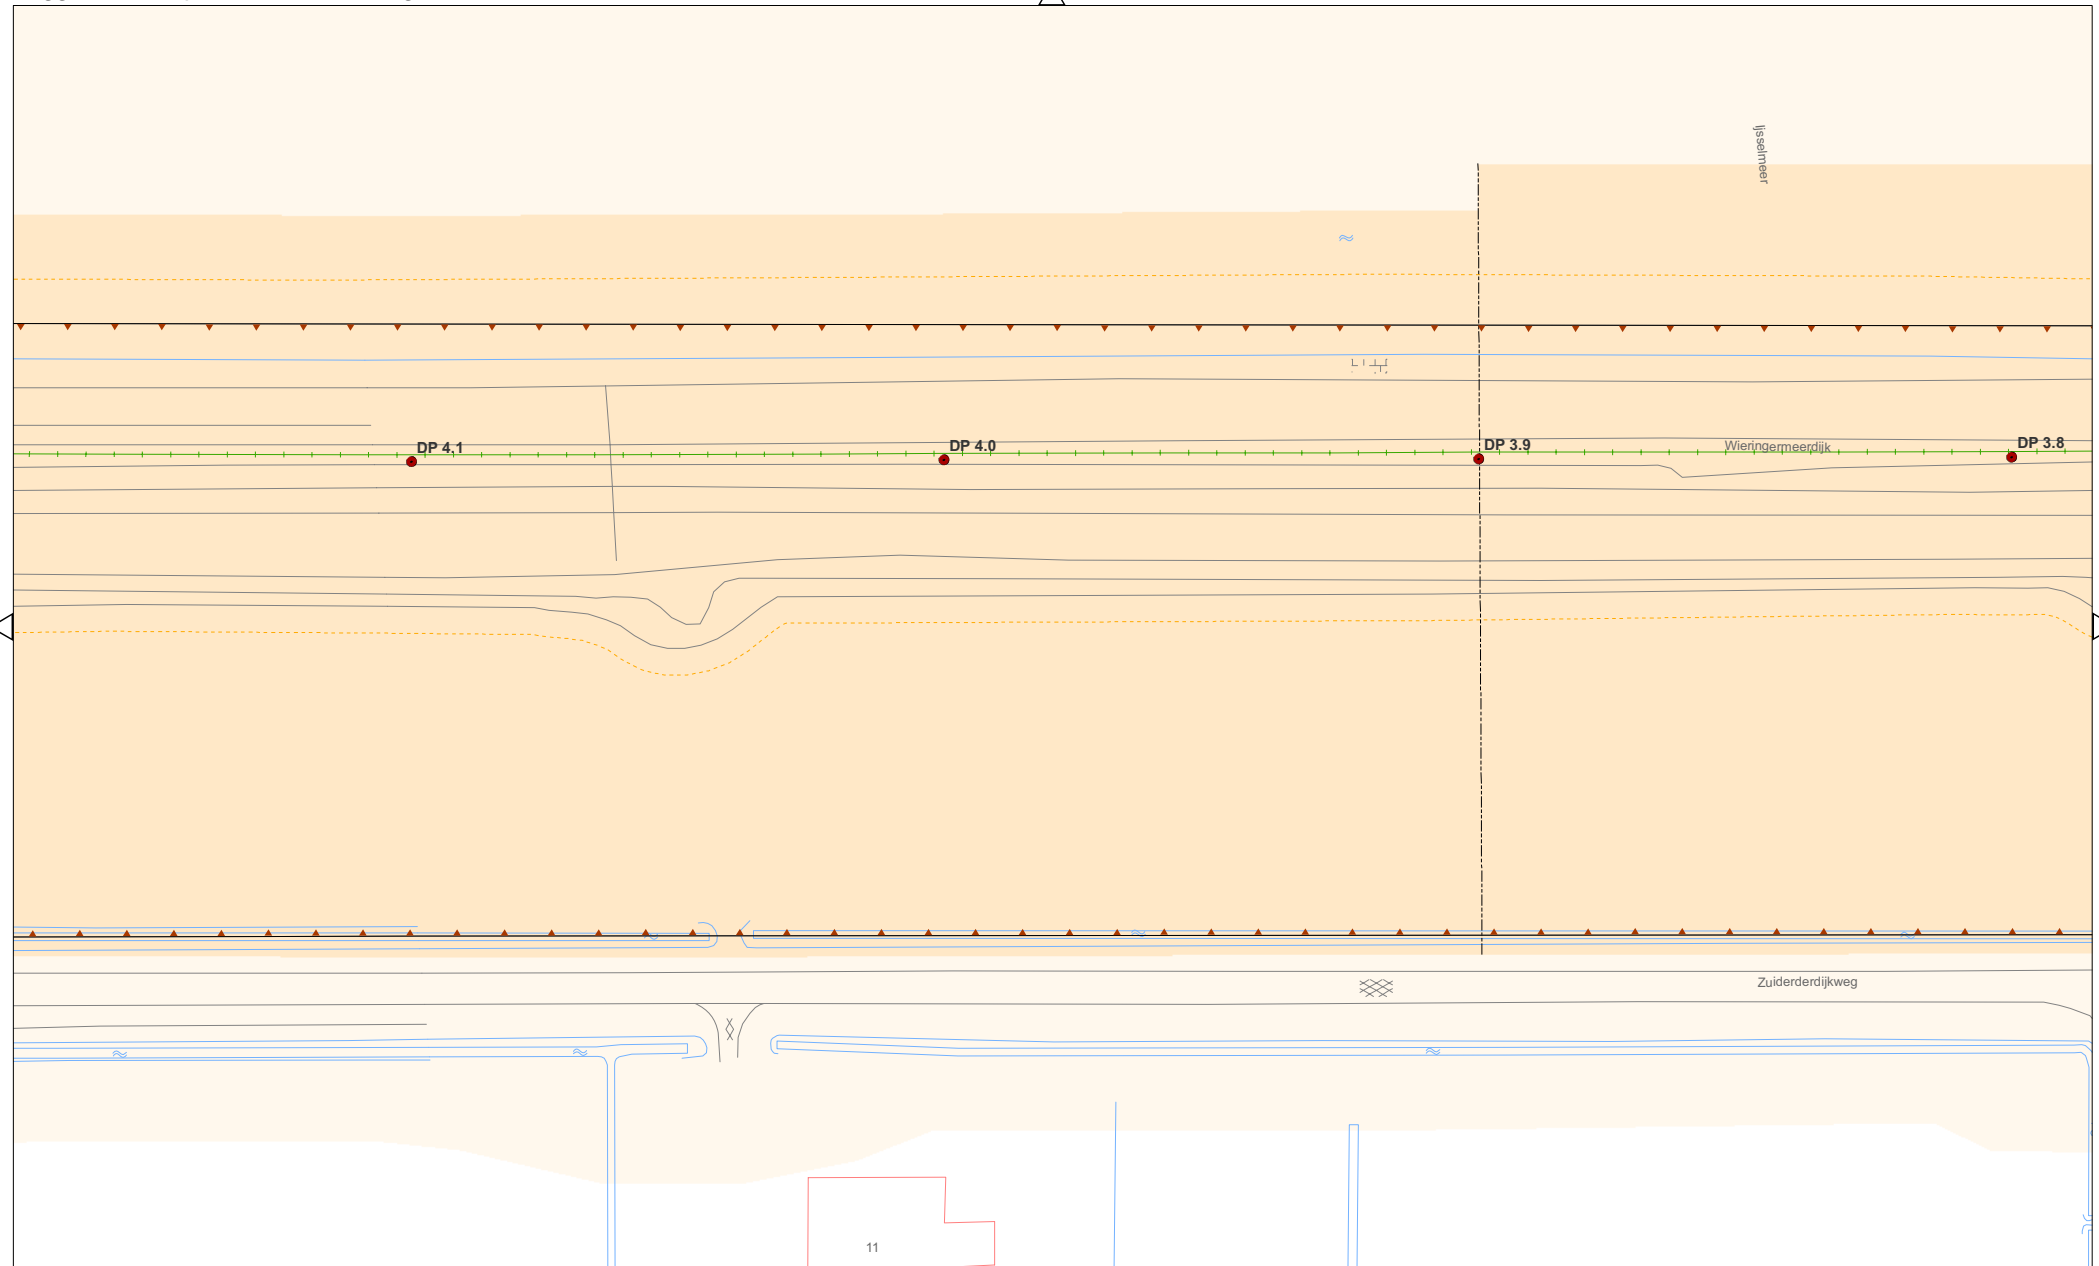 Ijsselmeer
DP 4.1
DP 4.0
DP 3.9
Wieringermeerdijk
DP 3.8
Zuiderderdijkweg
11